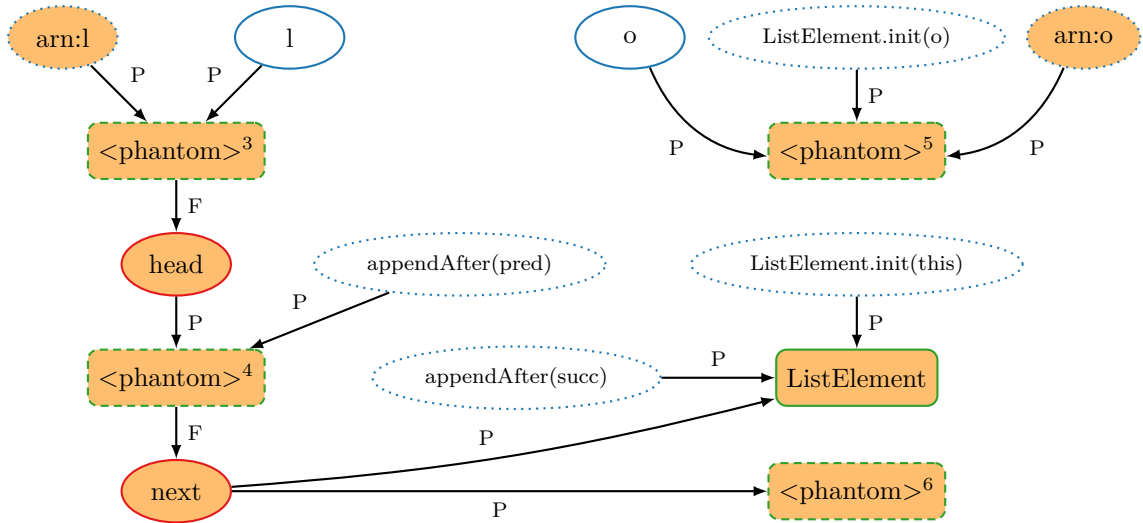 arn:l
l
o
ListElement.init(o)
arn:o
P
P
P
P
P
<phantom>3
<phantom>5
F
head
appendAfter(pred)
ListElement.init(this)
P
P
P
<phantom>4
appendAfter(succ)
P
ListElement
F
P
next
P
<phantom>6